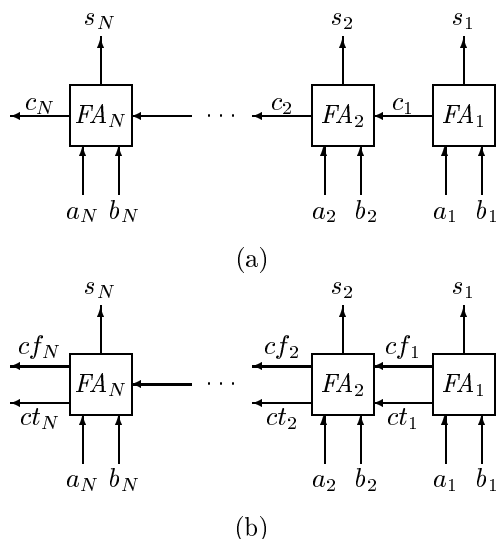 s_N s_2 s_1
c_N c_2 c_1
FA_N · · · FA_2 FA_1
a_N b_N a_2 b_2 a_1 b_1
(a)
s_N s_2 s_1
cf_N cf_2 cf_1
FA_N · · · FA_2 FA_1
ct_N ct_2 ct_1
a_N b_N a_2 b_2 a_1 b_1
(b)